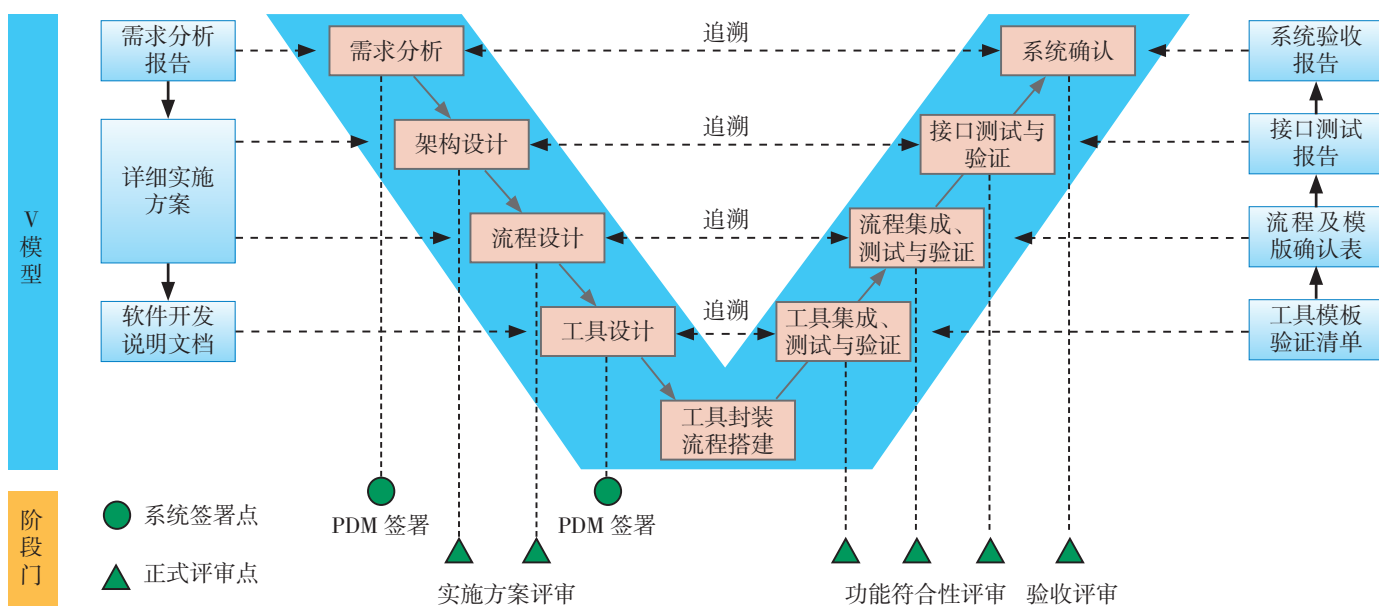 需求分析
报告
需求分析
追溯
系统确认
系统验收
报告
详细实施
方案
架构设计
追溯
接口测试与
验证
接口测试
报告
V
模
型
流程设计
追溯
流程集成、
测试与验证
流程及模
版确认表
软件开发
说明文档
工具设计
追溯
工具集成、
测试与验证
工具模板
验证清单
工具封装
流程搭建
阶
段
门
系统签署点
PDM 签署
PDM 签署
正式评审点
实施方案评审
功能符合性评审
验收评审